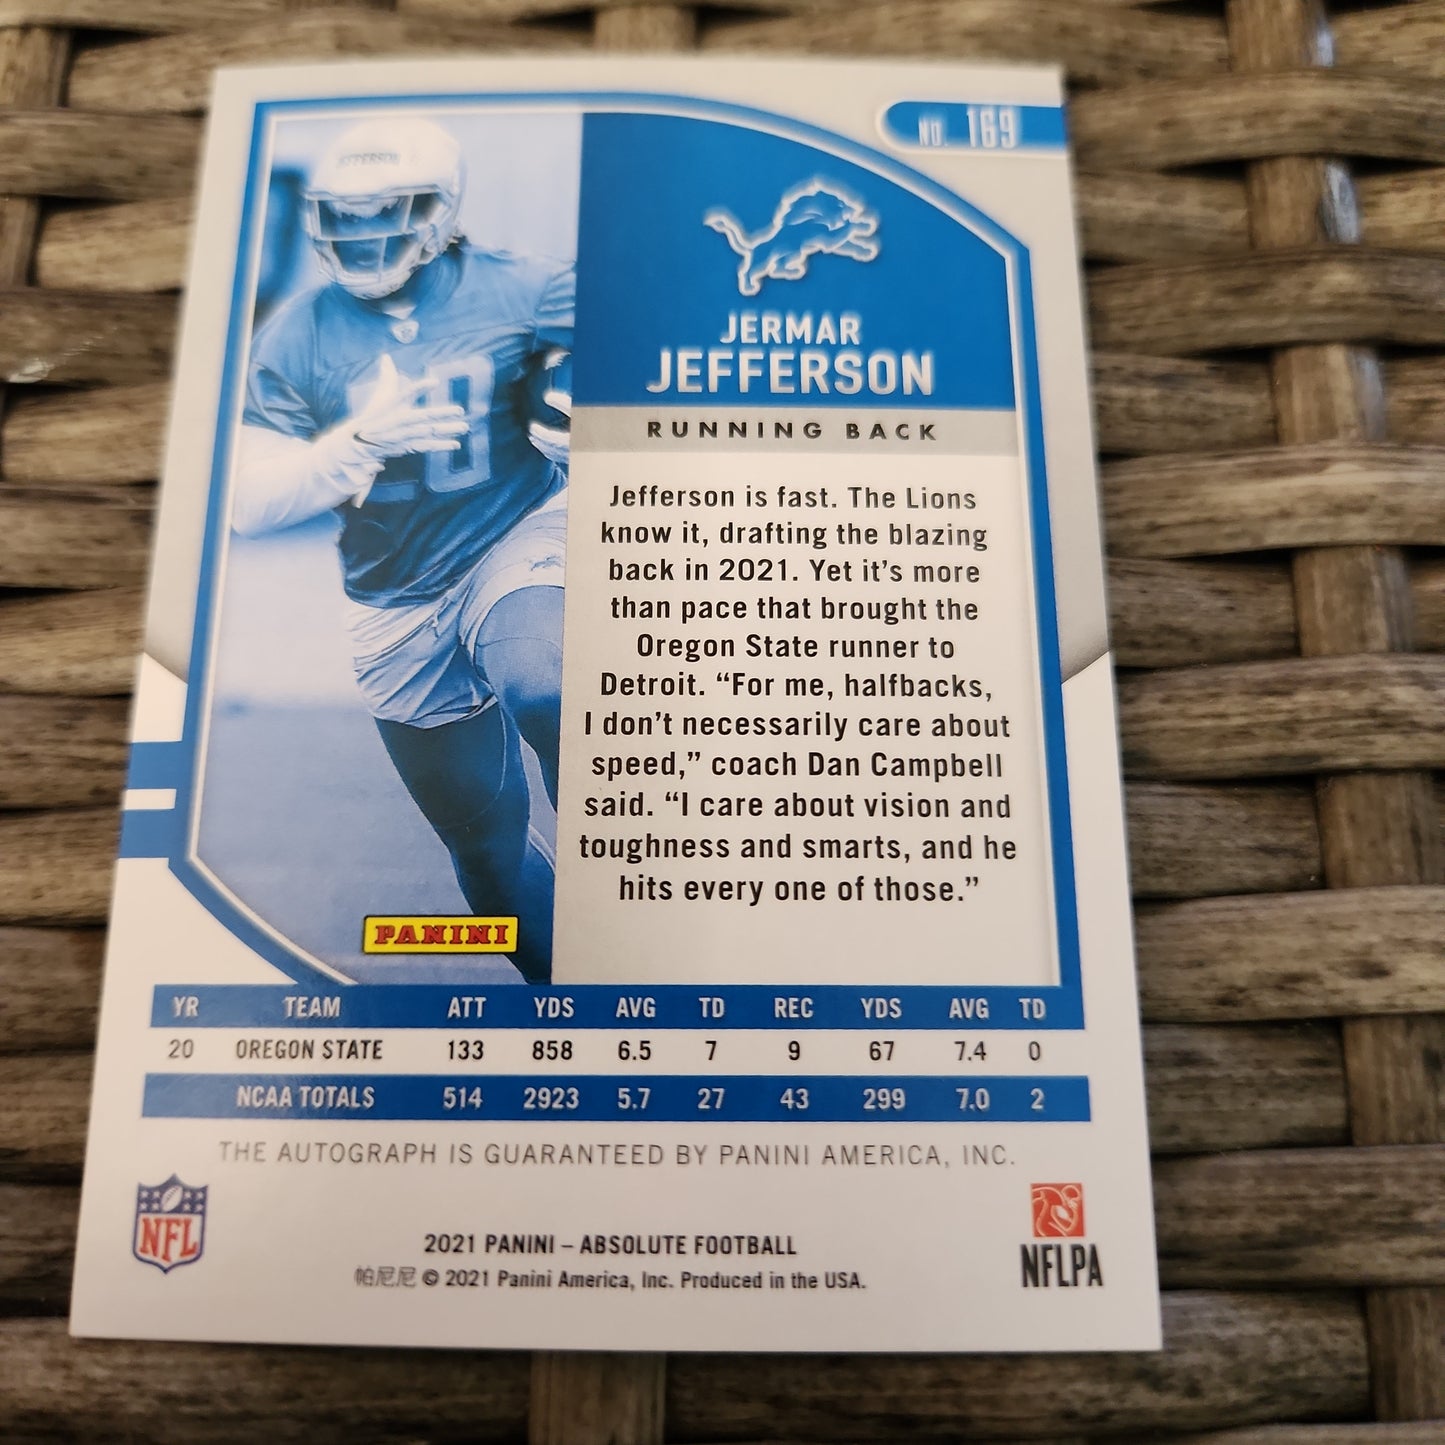 No. 169
JEFFERSON
JERMAR
JEFFERSON
RUNNING BACK
Jefferson is fast. The Lions
know it, drafting the blazing
back in 2021. Yet it’s more
than pace that brought the
Oregon State runner to
Detroit. “For me, halfbacks,
I don’t necessarily care about
speed,” coach Dan Campbell
said. “I care about vision and
toughness and smarts, and he
hits every one of those.”
PANINI
YR TEAM ATT YDS AVG TD REC YDS AVG TD
20 OREGON STATE 133 858 6.5 7 9 67 7.4 0
NCAA TOTALS 514 2923 5.7 27 43 299 7.0 2
THE AUTOGRAPH IS GUARANTEED BY PANINI AMERICA, INC.
NFL
2021 PANINI – ABSOLUTE FOOTBALL
帕尼尼 © 2021 Panini America, Inc. Produced in the USA.
NFLPA